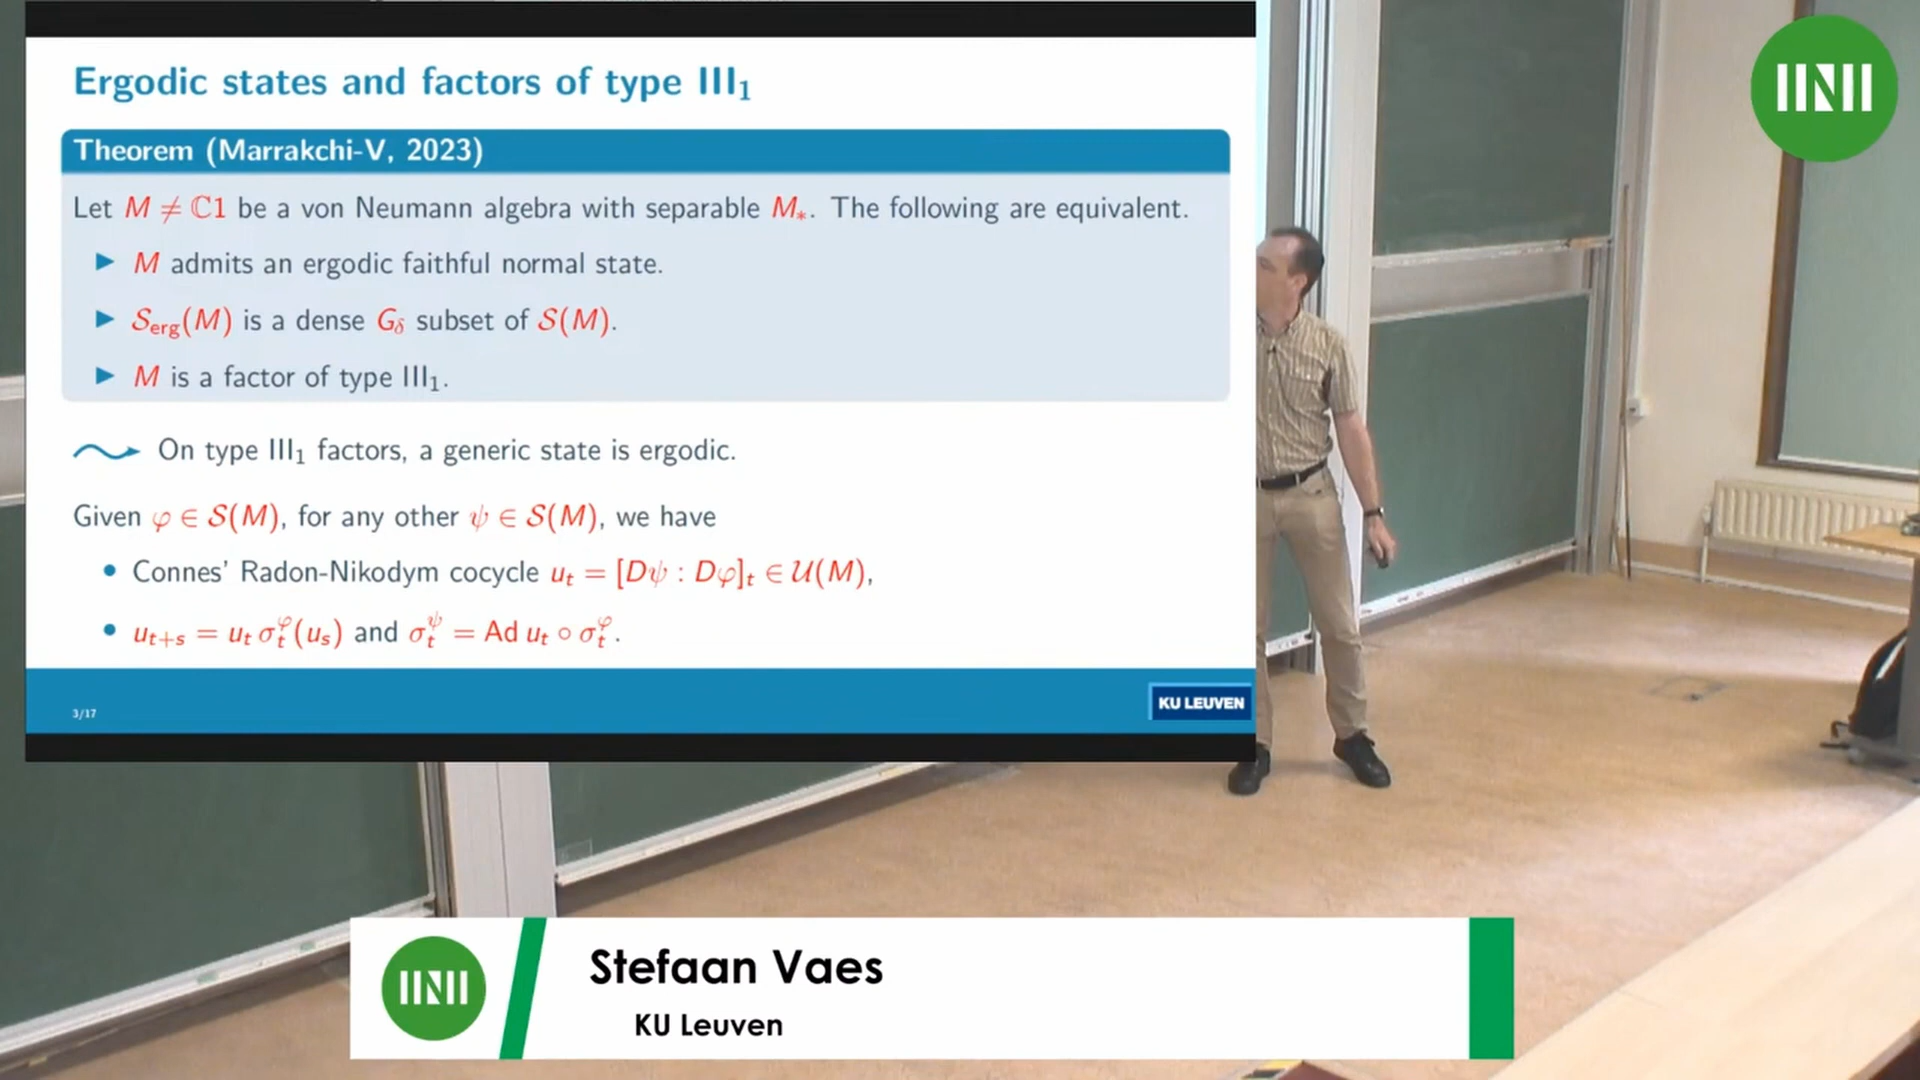 Ergodic states and factors of type III₁
Theorem (Marrakchi-V, 2023)
Let M ≠ ℂ1 be a von Neumann algebra with separable M_*. The following are equivalent.
► M admits an ergodic faithful normal state.
► 𝒮_erg(M) is a dense G_δ subset of 𝒮(M).
► M is a factor of type III₁.
On type III₁ factors, a generic state is ergodic.
Given φ ∈ 𝒮(M), for any other ψ ∈ 𝒮(M), we have
• Connes' Radon-Nikodym cocycle u_t = [Dψ : Dφ]_t ∈ 𝒰(M),
• u_{t+s} = u_t σ_t^φ(u_s) and σ_t^ψ = Ad u_t ∘ σ_t^φ.
3/17
KU LEUVEN
Stefaan Vaes
KU Leuven